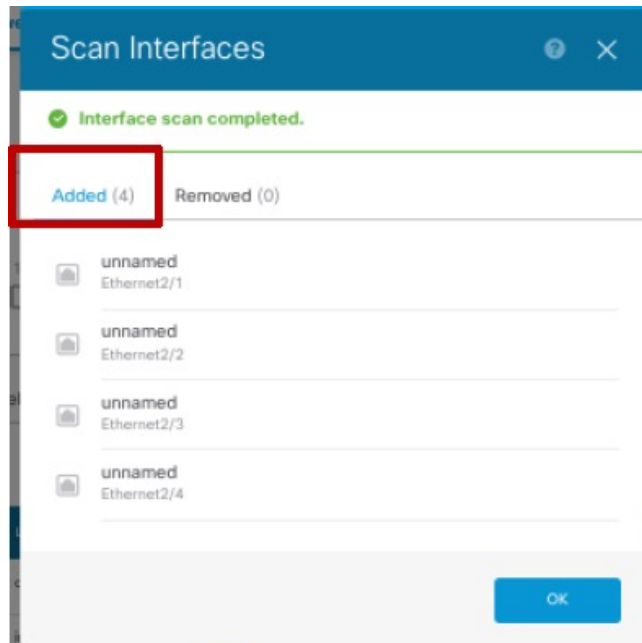 Scan Interfaces
Interface scan completed.
Added (4) Removed (0)
unnamed
Ethernet2/1
unnamed
Ethernet2/2
unnamed
Ethernet2/3
unnamed
Ethernet2/4
OK